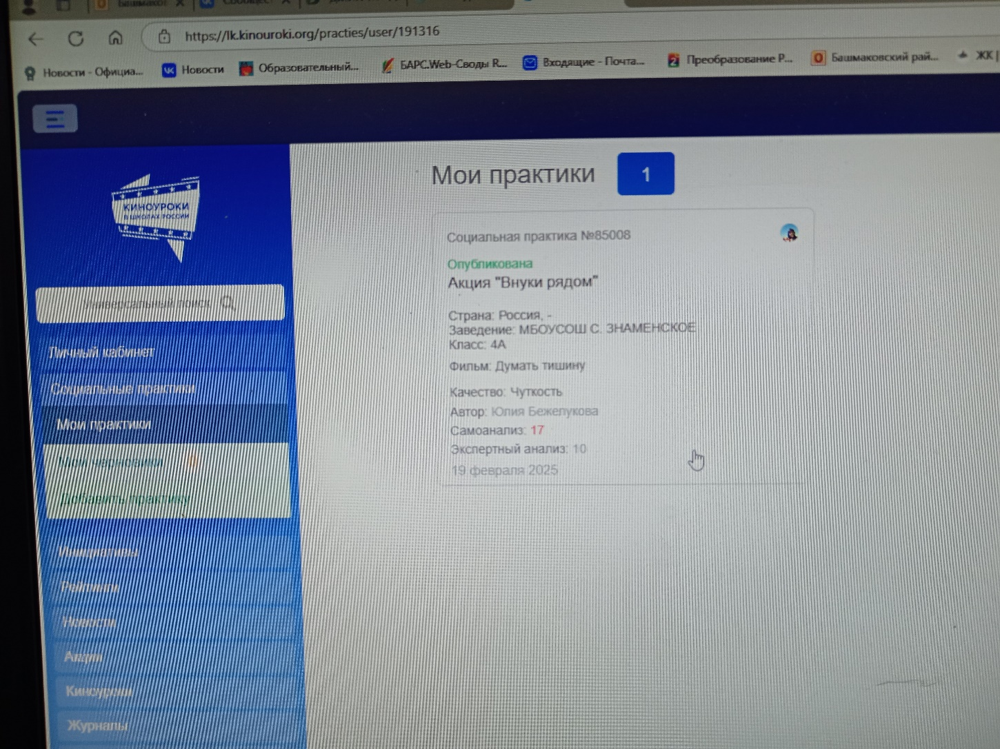 https://lk.kinouroki.org/practies/user/191316
Новости - Официа...
Новости
Образовательный...
БАРС.Web-Своды R...
Входящие - Почта...
Преобразование Р...
Башмаковский рай...
ЖК |
КИНОУРОКИ
В ШКОЛАХ РОССИИ
Универсальный поиск
Личный кабинет
Социальные практики
Мои практики
Мои черновики
Добавить практику
Инициативы
Рейтинги
Новости
Акции
Киноуроки
Журналы
Мои практики 1
Социальная практика №85008
Опубликована
Акция "Внуки рядом"
Страна: Россия, -
Заведение: МБОУСОШ С. ЗНАМЕНСКОЕ
Класс: 4А
Фильм: Думать тишину
Качество: Чуткость
Автор: Юлия Бежепукова
Самоанализ: 17
Экспертный анализ: 10
19 февраля 2025